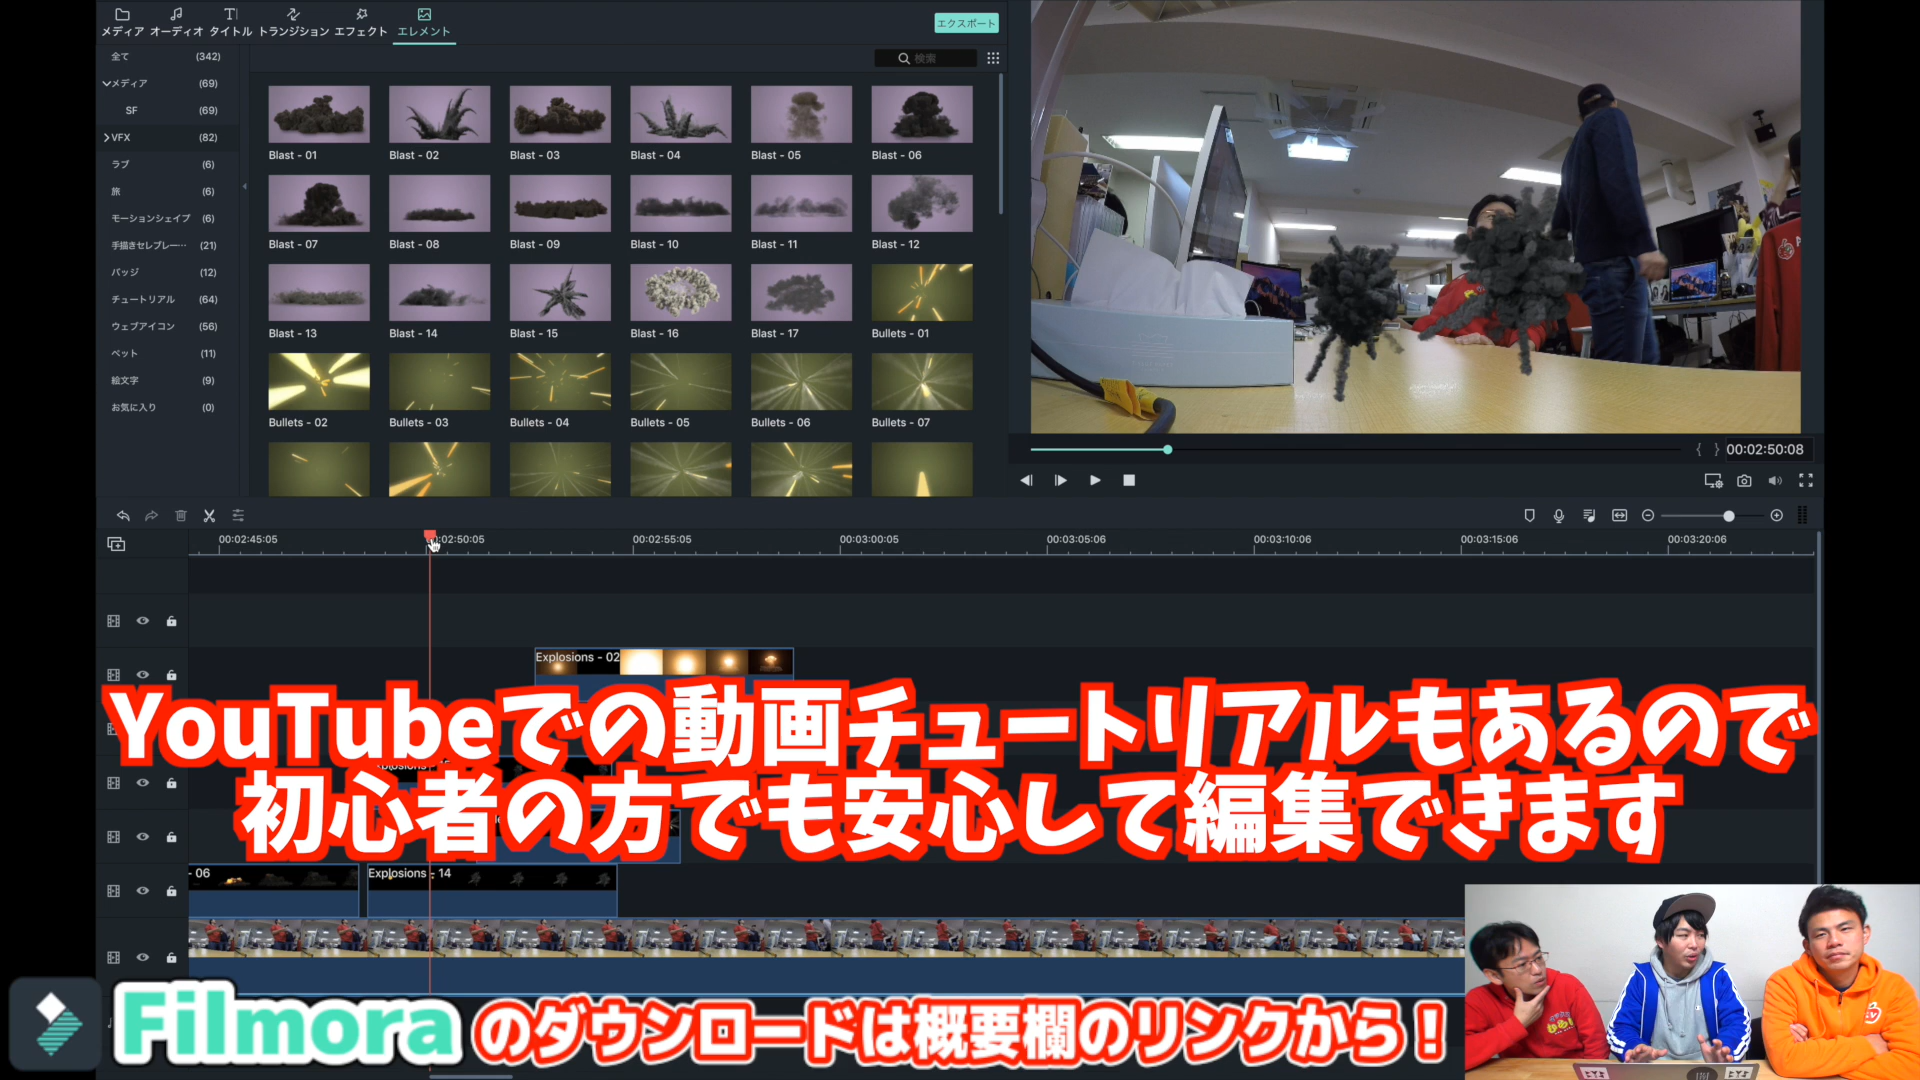 メディア オーディオ タイトル トランジション エフェクト エレメント
エクスポート
検索
全て (342)
メディア (69)
SF (69)
VFX (82)
ラブ (6)
旅 (6)
モーションシェイプ (6)
手描きセレブレー… (21)
バッジ (12)
チュートリアル (64)
ウェブアイコン (56)
ペット (11)
絵文字 (9)
お気に入り (0)
Blast - 01 Blast - 02 Blast - 03 Blast - 04 Blast - 05 Blast - 06
Blast - 07 Blast - 08 Blast - 09 Blast - 10 Blast - 11 Blast - 12
Blast - 13 Blast - 14 Blast - 15 Blast - 16 Blast - 17 Bullets - 01
Bullets - 02 Bullets - 03 Bullets - 04 Bullets - 05 Bullets - 06 Bullets - 07
00:02:50:08
00:02:45:05 00:02:50:05 00:02:55:05 00:03:00:05 00:03:05:06 00:03:10:06 00:03:15:06 00:03:20:06
Explosions - 02
YouTubeでの動画チュートリアルもあるので
初心者の方でも安心して編集できます
- 06 Explosions - 14
Filmora のダウンロードは概要欄のリンクから！